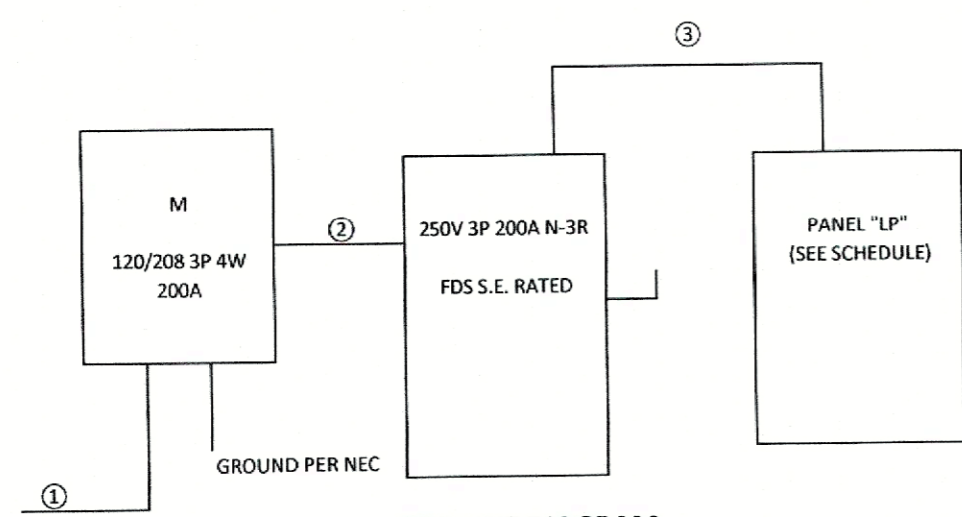 ③
M
120/208 3P 4W
200A
②
250V 3P 200A N-3R
FDS S.E. RATED
PANEL "LP"
(SEE SCHEDULE)
GROUND PER NEC
①